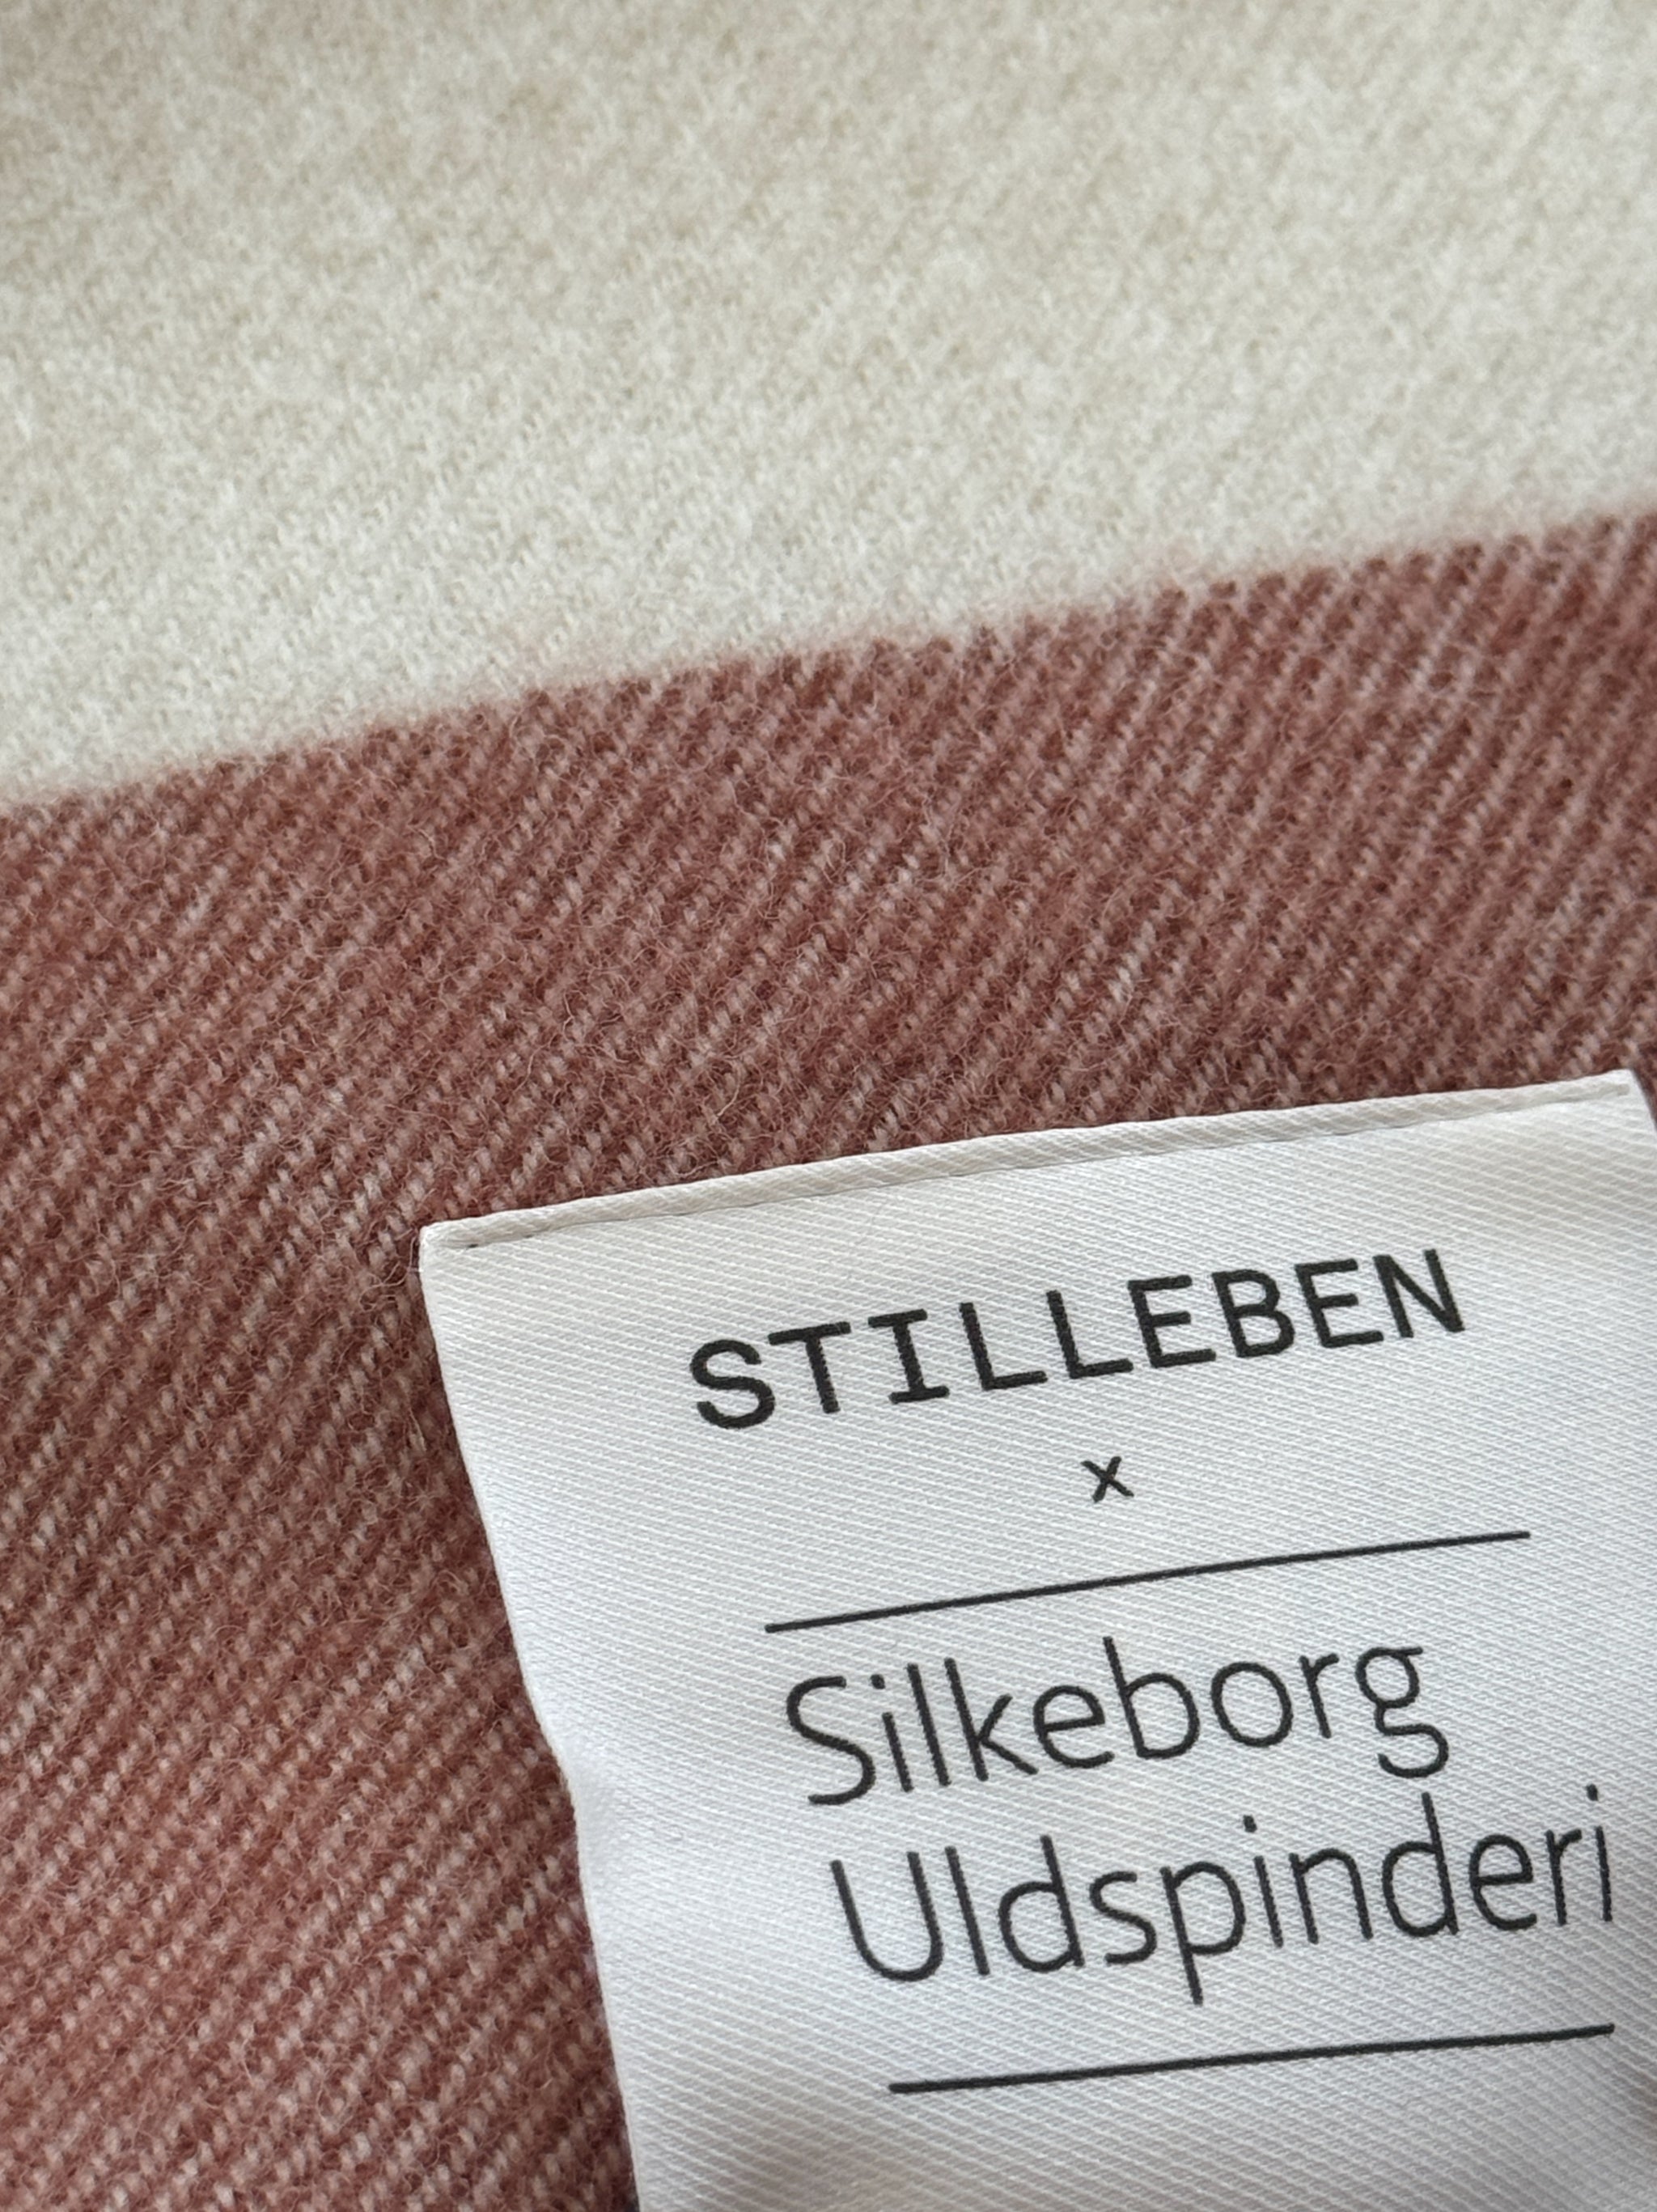 STILLEBEN
x
Silkeborg
Uldspinderi